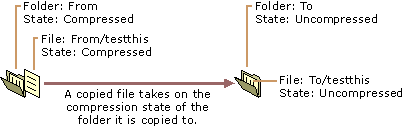 Folder: From
State: Compressed
File: From/testthis
State: Compressed
Folder: To
State: Uncompressed
File: To/testthis
State: Uncompressed
A copied file takes on the
compression state of the
folder it is copied to.